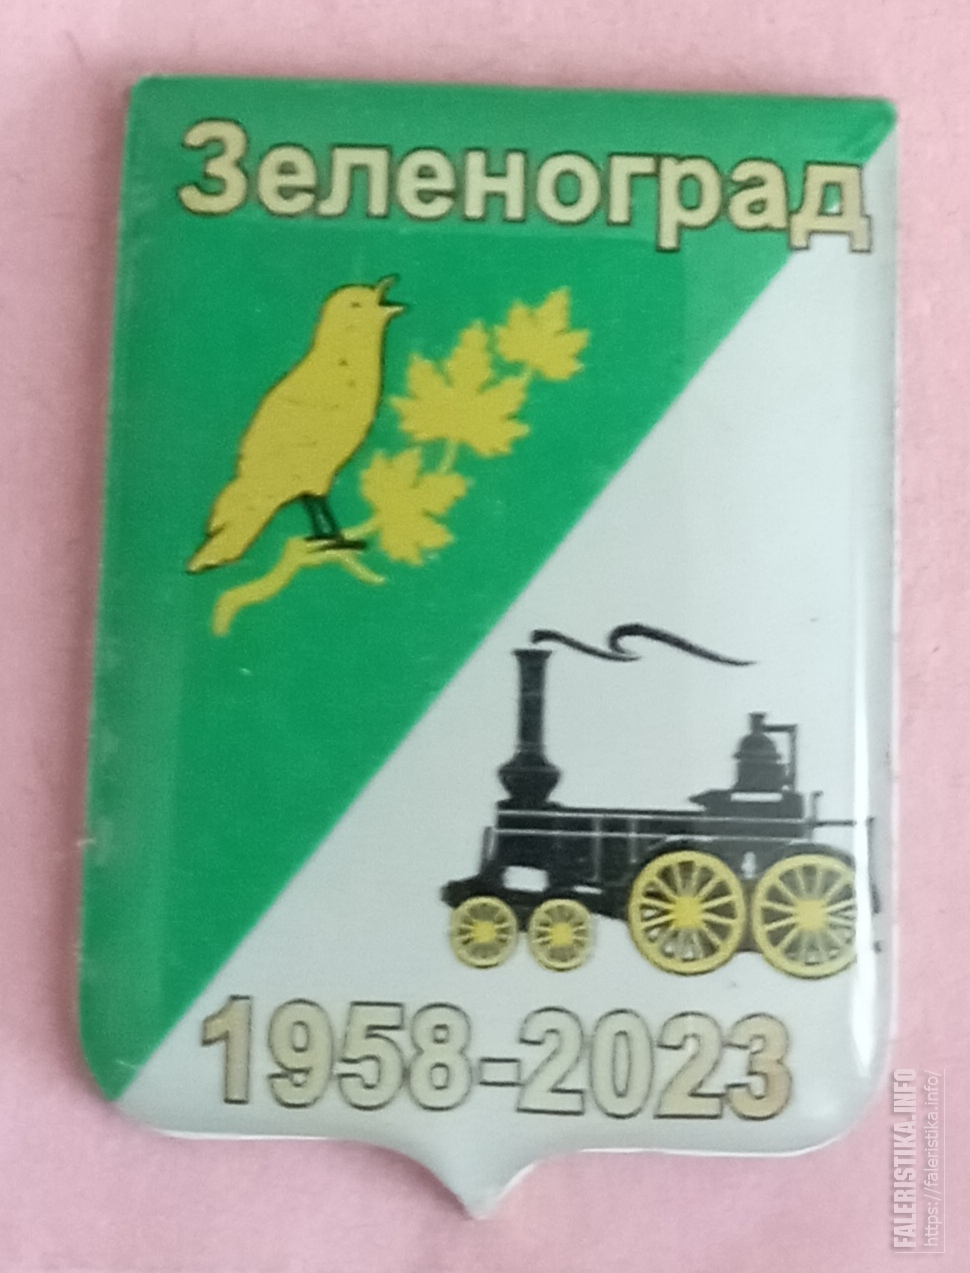 Зеленоград
1958-2023
FALERISTIKA.INFO
https://faleristika.info/